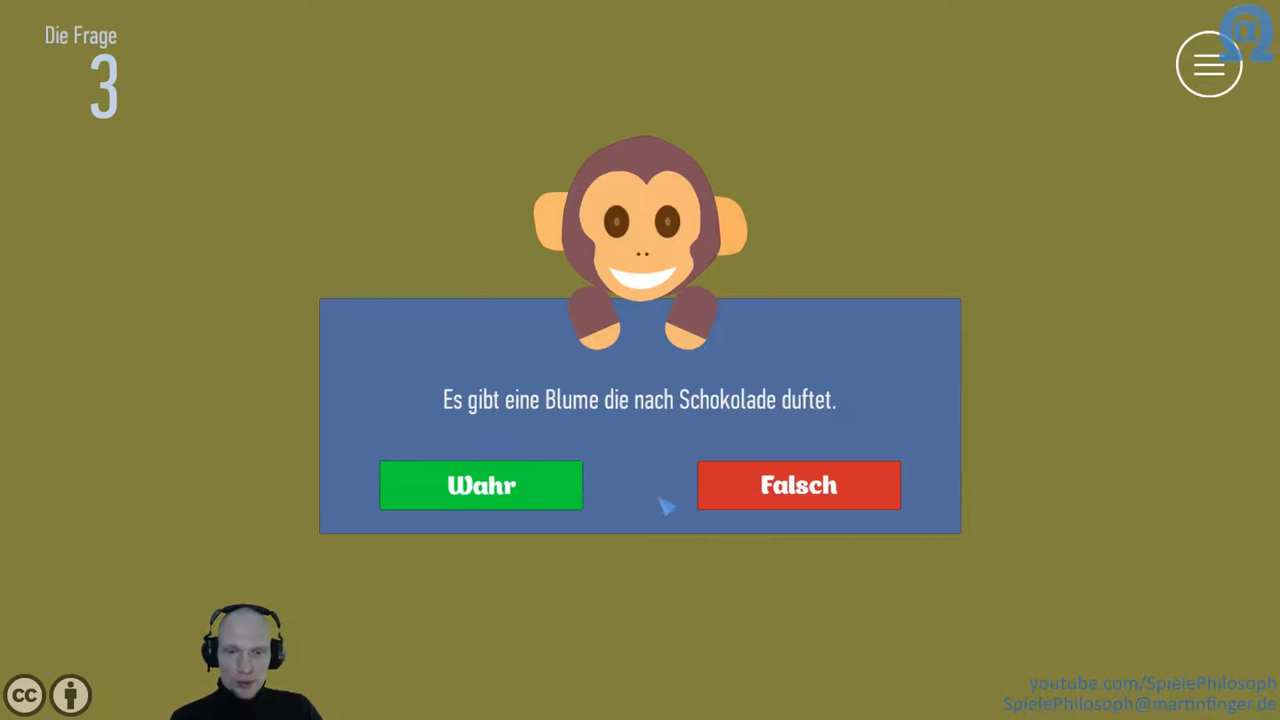 Die Frage
3
Es gibt eine Blume die nach Schokolade duftet.
Wahr
Falsch
cc
youtube.com/SpielePhilosoph
SpielePhilosoph@martinfinger.de